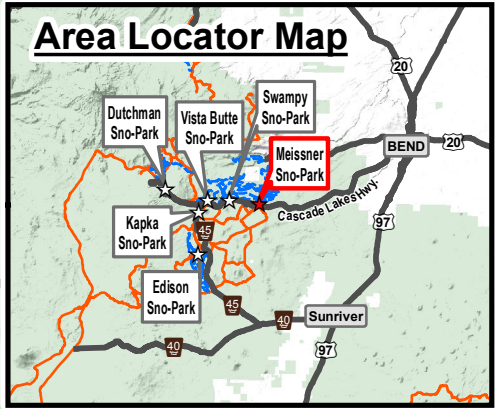 Area Locator Map
20
Dutchman
Sno-Park
Vista Butte
Sno-Park
Swampy
Sno-Park
Meissner
Sno-Park
BEND
20
Cascade Lakes Hwy.
97
Kapka
Sno-Park
45
Edison
Sno-Park
45
40
Sunriver
40
97